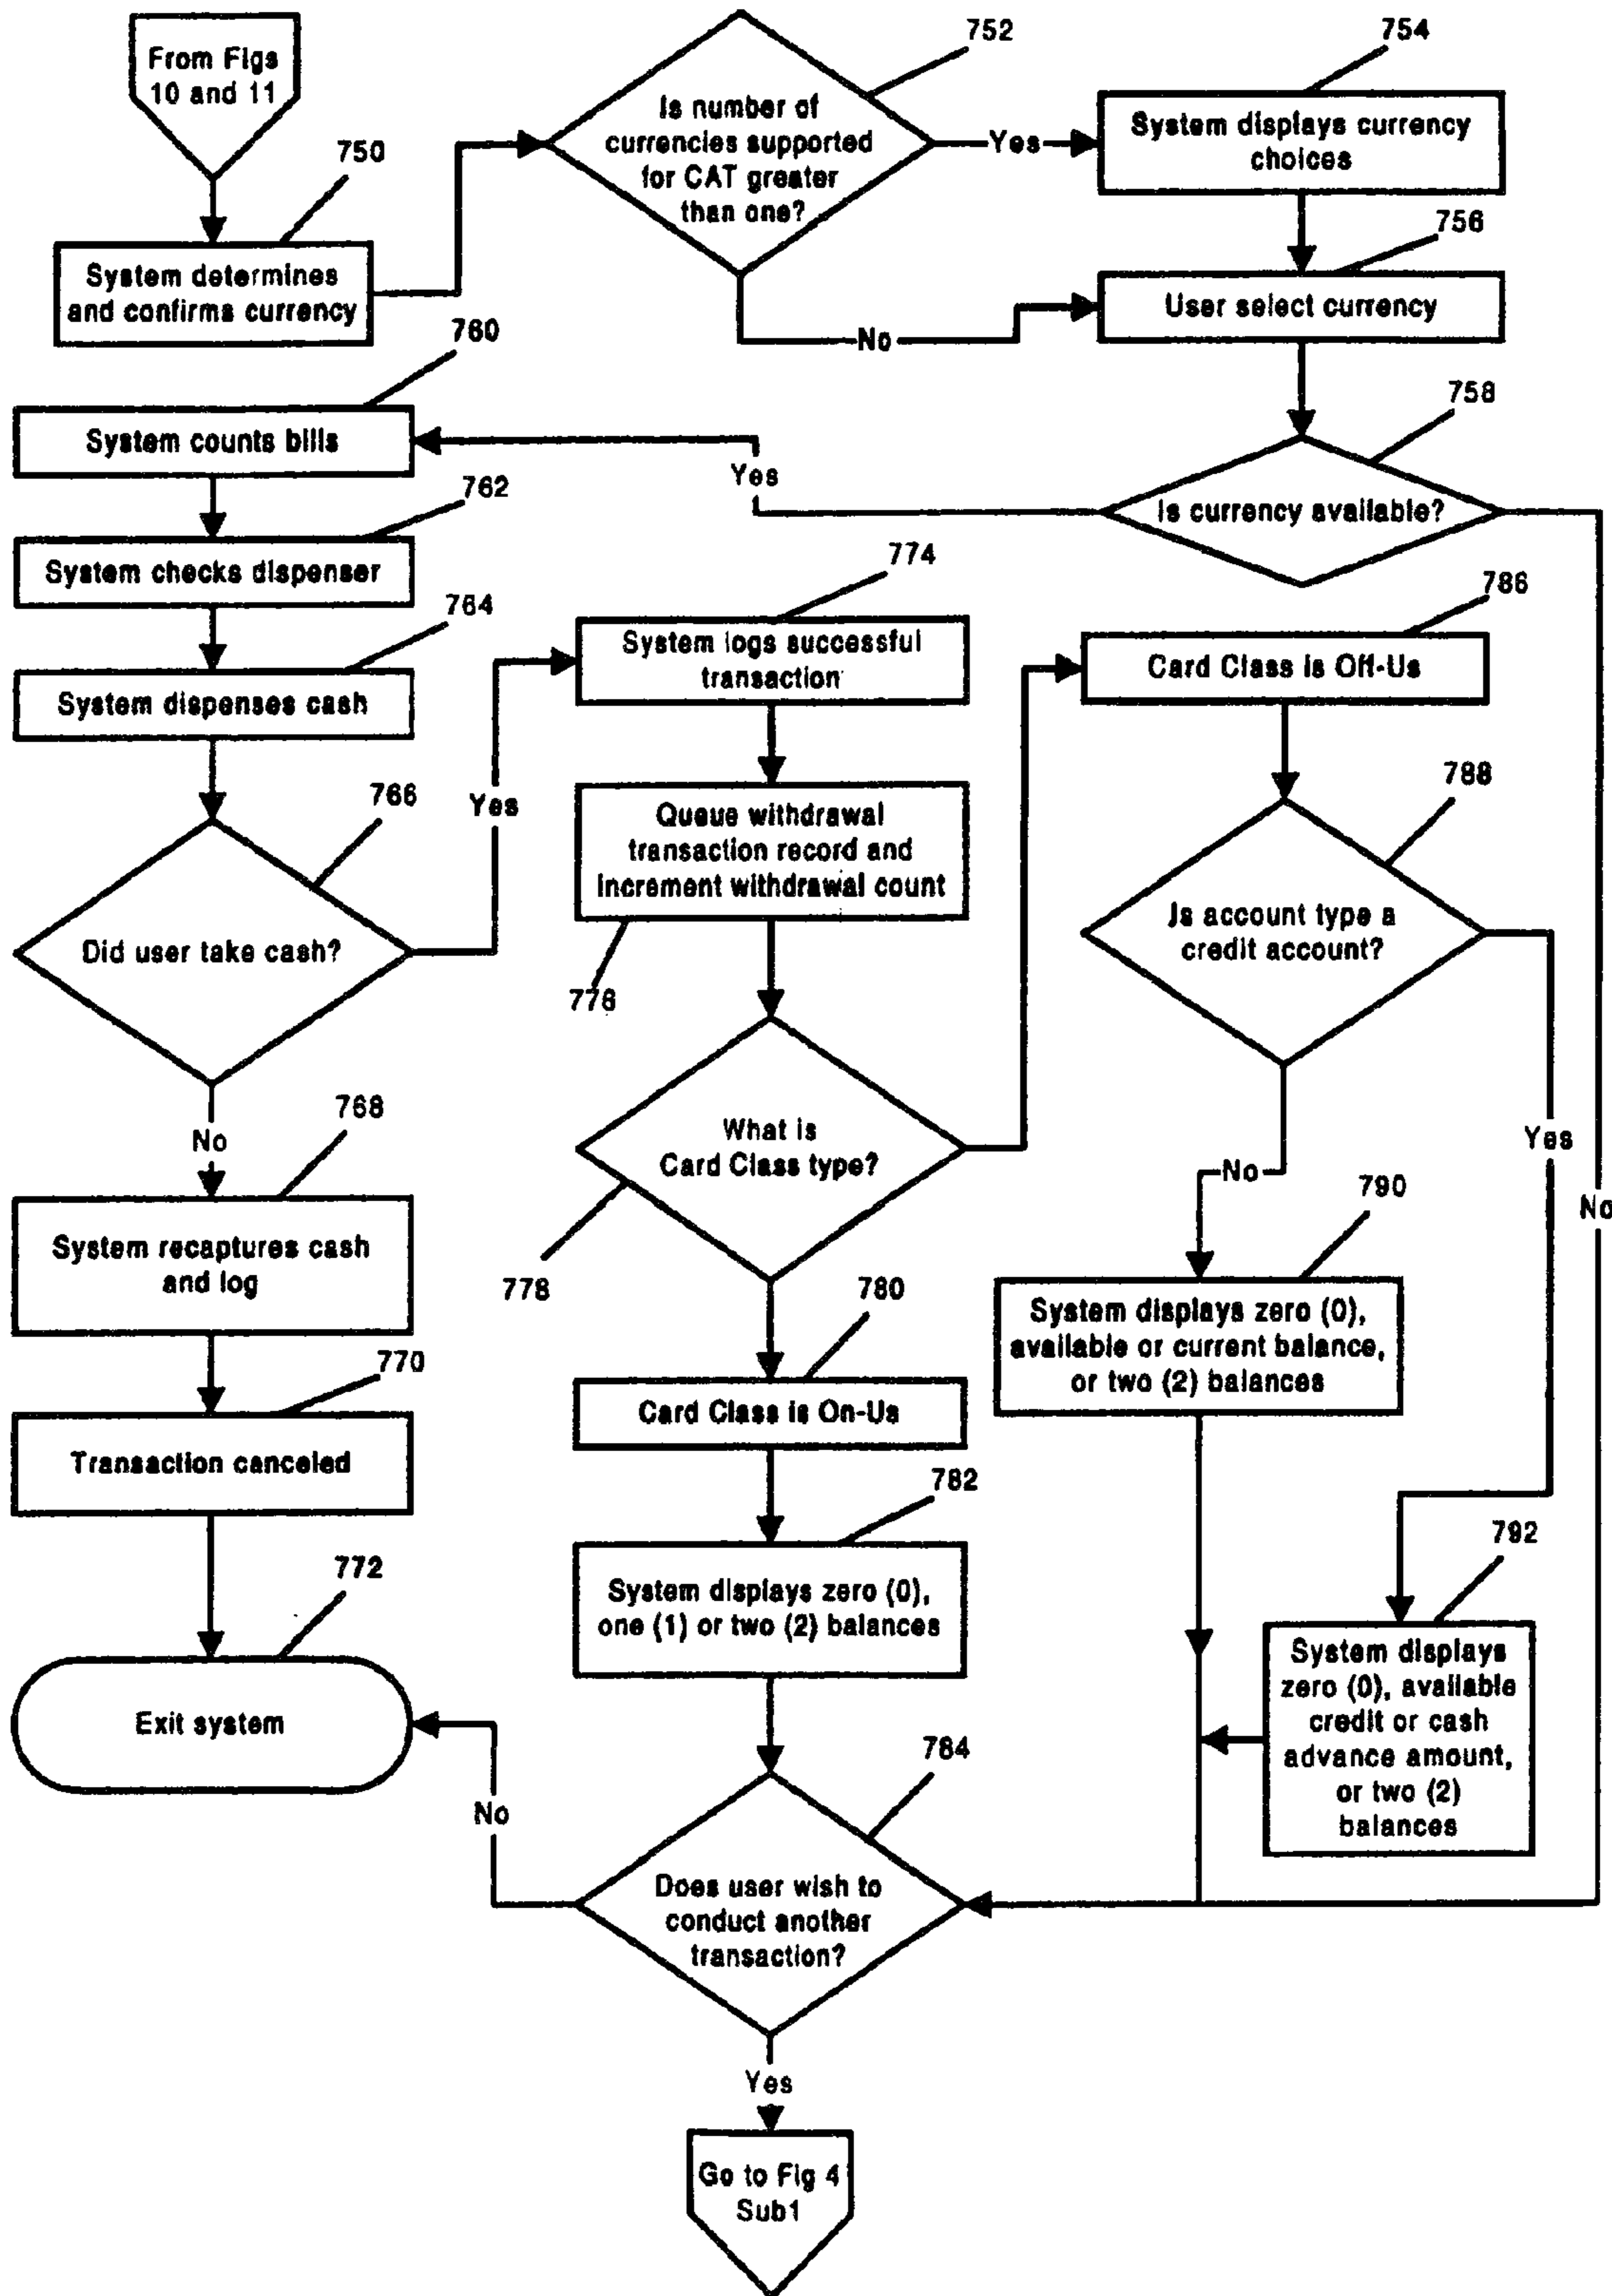 From Figs
10 and 11
750
System determines
and confirms currency
752
Is number of
currencies supported
for CAT greater
than one?
Yes
No
754
System displays currency
choices
756
User select currency
758
Is currency available?
Yes
No
760
System counts bills
762
System checks dispenser
764
System dispenses cash
766
Did user take cash?
Yes
No
768
System recaptures cash
and log
770
Transaction canceled
772
Exit system
774
System logs successful
transaction
Queue withdrawal
transaction record and
increment withdrawal count
776
What is
Card Class type?
778
780
Card Class is On-Us
782
System displays zero (0),
one (1) or two (2) balances
784
Does user wish to
conduct another
transaction?
No
Yes
Go to Fig 4
Sub1
786
Card Class is Off-Us
788
Is account type a
credit account?
No
Yes
790
System displays zero (0),
available or current balance,
or two (2) balances
792
System displays
zero (0), available
credit or cash
advance amount,
or two (2)
balances